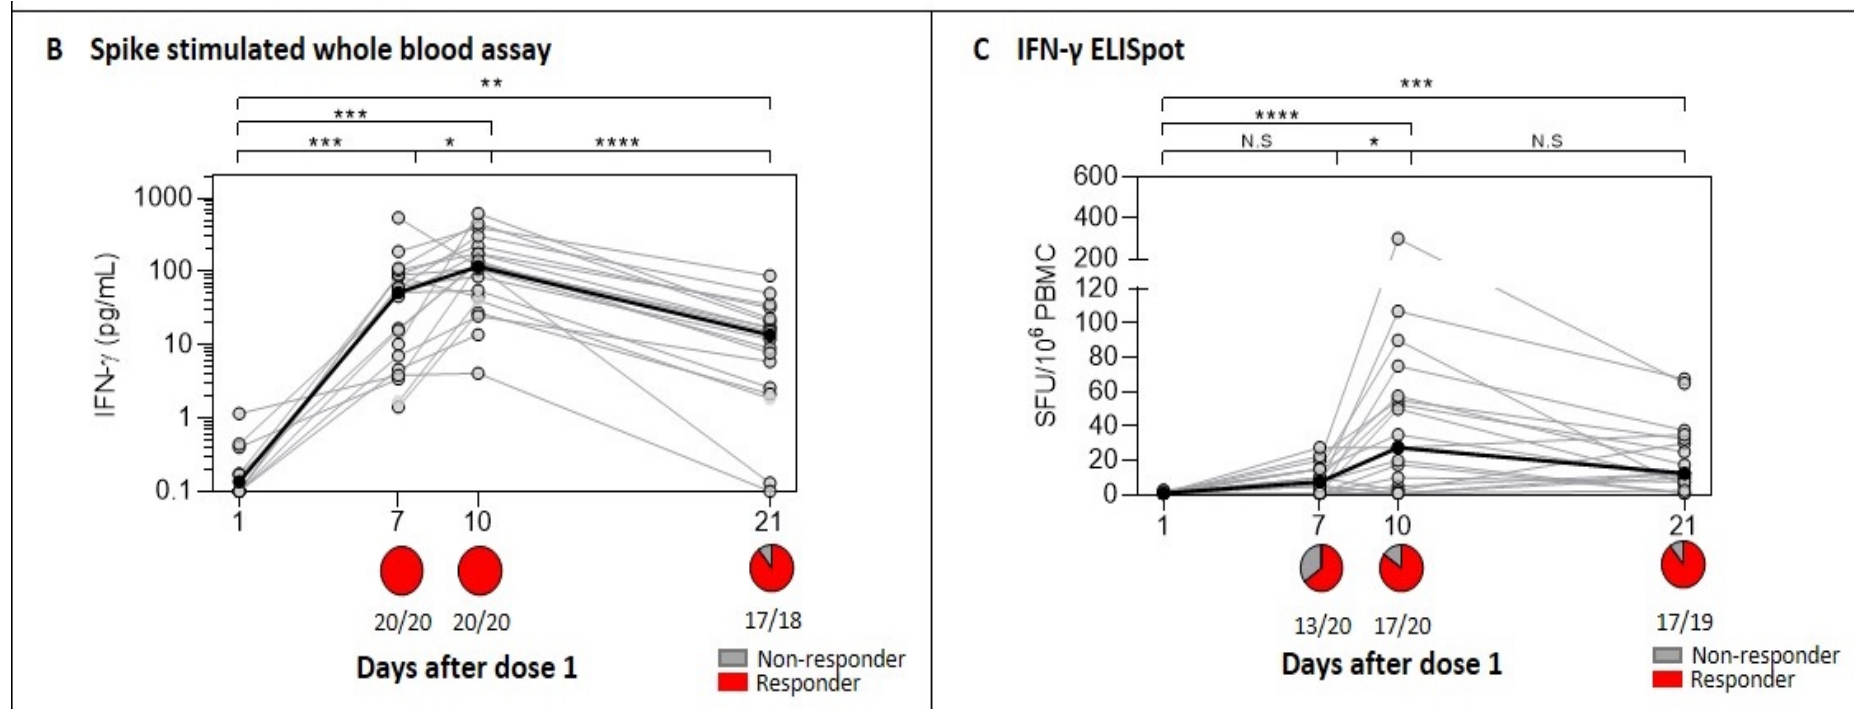 B Spike stimulated whole blood assay
**
***
*** * ****
IFN-γ (pg/mL)
1000
100
10
1
0.1
1 7 10 21
20/20 20/20 17/18
Days after dose 1
Non-responder
Responder
C IFN-γ ELISpot
***
****
N.S * N.S
SFU/10⁶ PBMC
600
400
200
120
100
80
60
40
20
0
1 7 10 21
13/20 17/20 17/19
Days after dose 1
Non-responder
Responder